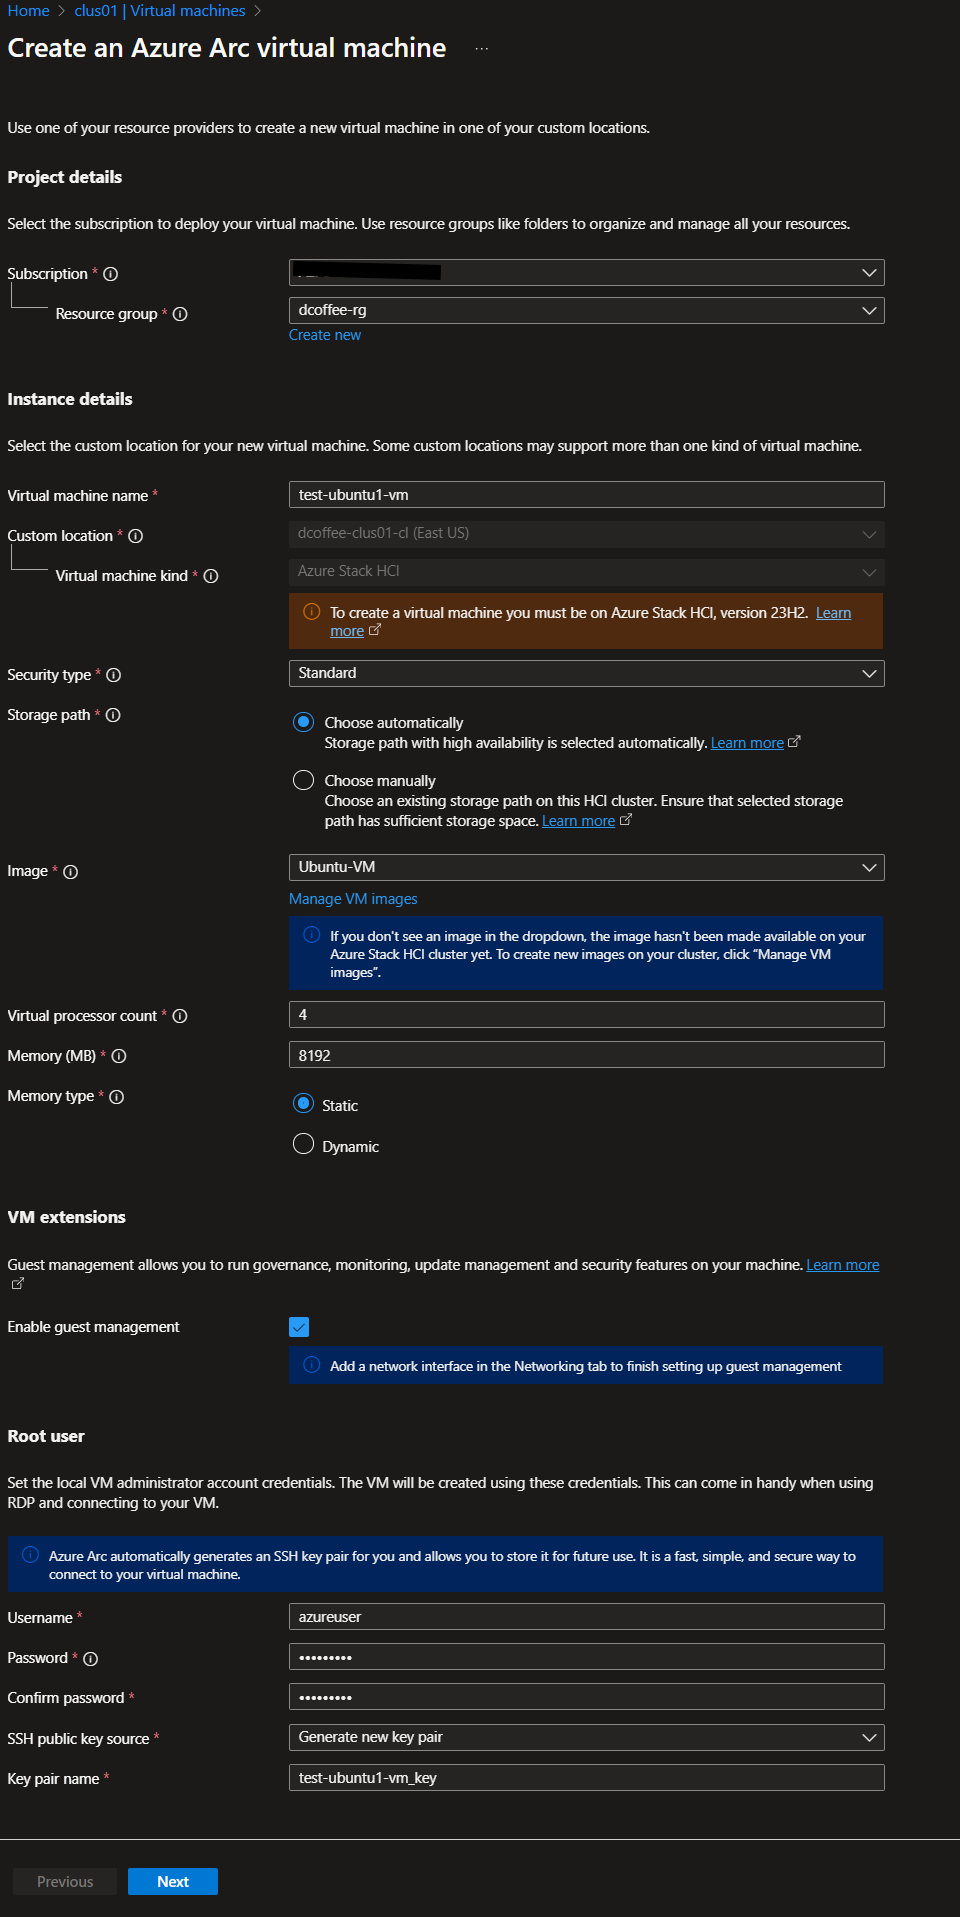 Home > clus01 | Virtual machines >
Create an Azure Arc virtual machine ...
Use one of your resource providers to create a new virtual machine in one of your custom locations.
Project details
Select the subscription to deploy your virtual machine. Use resource groups like folders to organize and manage all your resources.
Subscription *
Resource group *
dcoffee-rg
Create new
Instance details
Select the custom location for your new virtual machine. Some custom locations may support more than one kind of virtual machine.
Virtual machine name *
test-ubuntu1-vm
Custom location *
dcoffee-clus01-cl (East US)
Virtual machine kind *
Azure Stack HCI
To create a virtual machine you must be on Azure Stack HCI, version 23H2. Learn
more
Security type *
Standard
Storage path *
Choose automatically
Storage path with high availability is selected automatically. Learn more
Choose manually
Choose an existing storage path on this HCI cluster. Ensure that selected storage
path has sufficient storage space. Learn more
Image *
Ubuntu-VM
Manage VM images
If you don't see an image in the dropdown, the image hasn't been made available on your
Azure Stack HCI cluster yet. To create new images on your cluster, click “Manage VM
images”.
Virtual processor count *
4
Memory (MB) *
8192
Memory type *
Static
Dynamic
VM extensions
Guest management allows you to run governance, monitoring, update management and security features on your machine. Learn more
Enable guest management
Add a network interface in the Networking tab to finish setting up guest management
Root user
Set the local VM administrator account credentials. The VM will be created using these credentials. This can come in handy when using
RDP and connecting to your VM.
Azure Arc automatically generates an SSH key pair for you and allows you to store it for future use. It is a fast, simple, and secure way to
connect to your virtual machine.
Username *
azureuser
Password *
•••••••••
Confirm password *
•••••••••
SSH public key source *
Generate new key pair
Key pair name *
test-ubuntu1-vm_key
Previous
Next